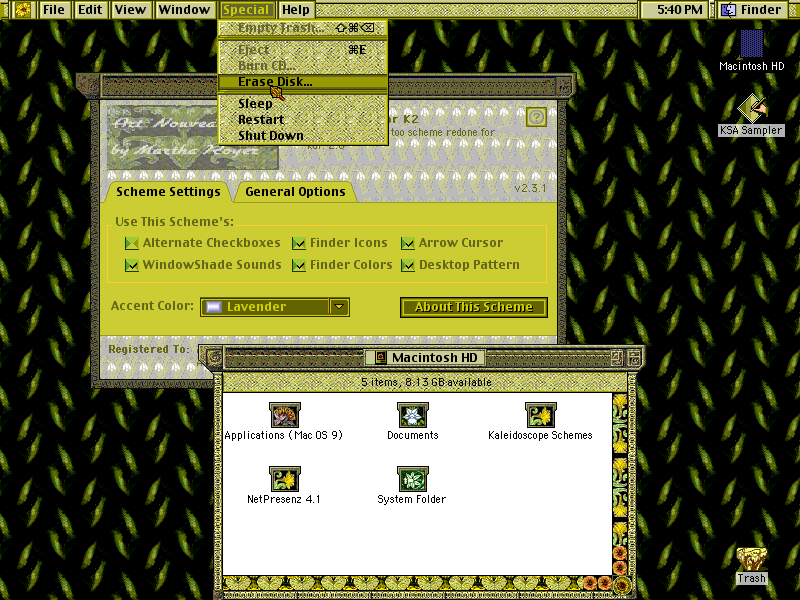 File Edit View Window Special Help 5:40 PM Finder
Empty Trash... ⇧⌘⌫
Eject ⌘E
Burn CD...
Erase Disk...
Sleep
Restart
Shut Down
Macintosh HD
KSA Sampler
Art Nouveau
by Martha Royer
or K2
too scheme redone for
v2.3.1
Scheme Settings General Options
Use This Scheme's:
Alternate Checkboxes Finder Icons Arrow Cursor
WindowShade Sounds Finder Colors Desktop Pattern
Accent Color: Lavender About This Scheme
Registered To:
Macintosh HD
5 items, 8.13 GB available
Applications (Mac OS 9) Documents Kaleidoscope Schemes
NetPresenz 4.1 System Folder
Trash